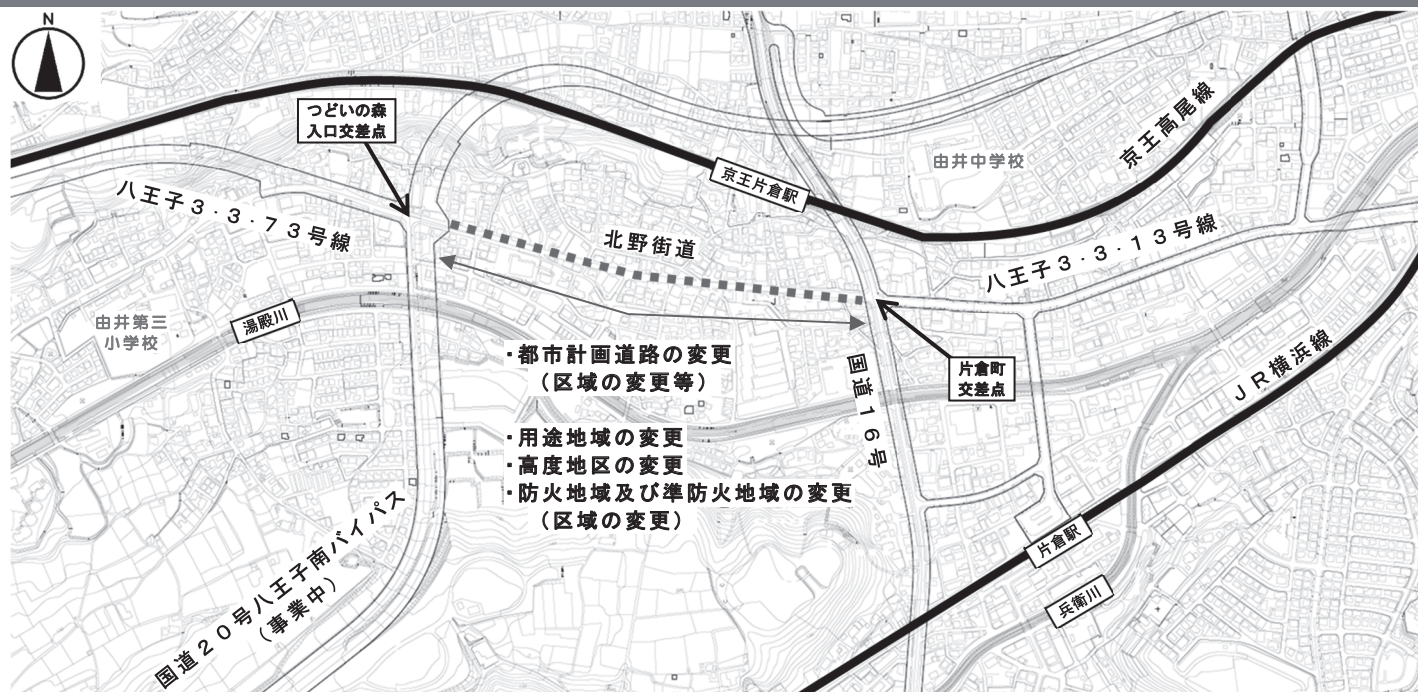 N
つどいの森
入口交差点
京王高尾線
由井中学校
京王片倉駅
八王子3・3・73号線
北野街道
八王子3・3・13号線
由井第三
小学校
湯殿川
・都市計画道路の変更
（区域の変更等）
片倉町
交差点
国道16号
JR横浜線
・用途地域の変更
・高度地区の変更
・防火地域及び準防火地域の変更
（区域の変更）
国道20号八王子南バイパス
（事業中）
片倉駅
兵衛川